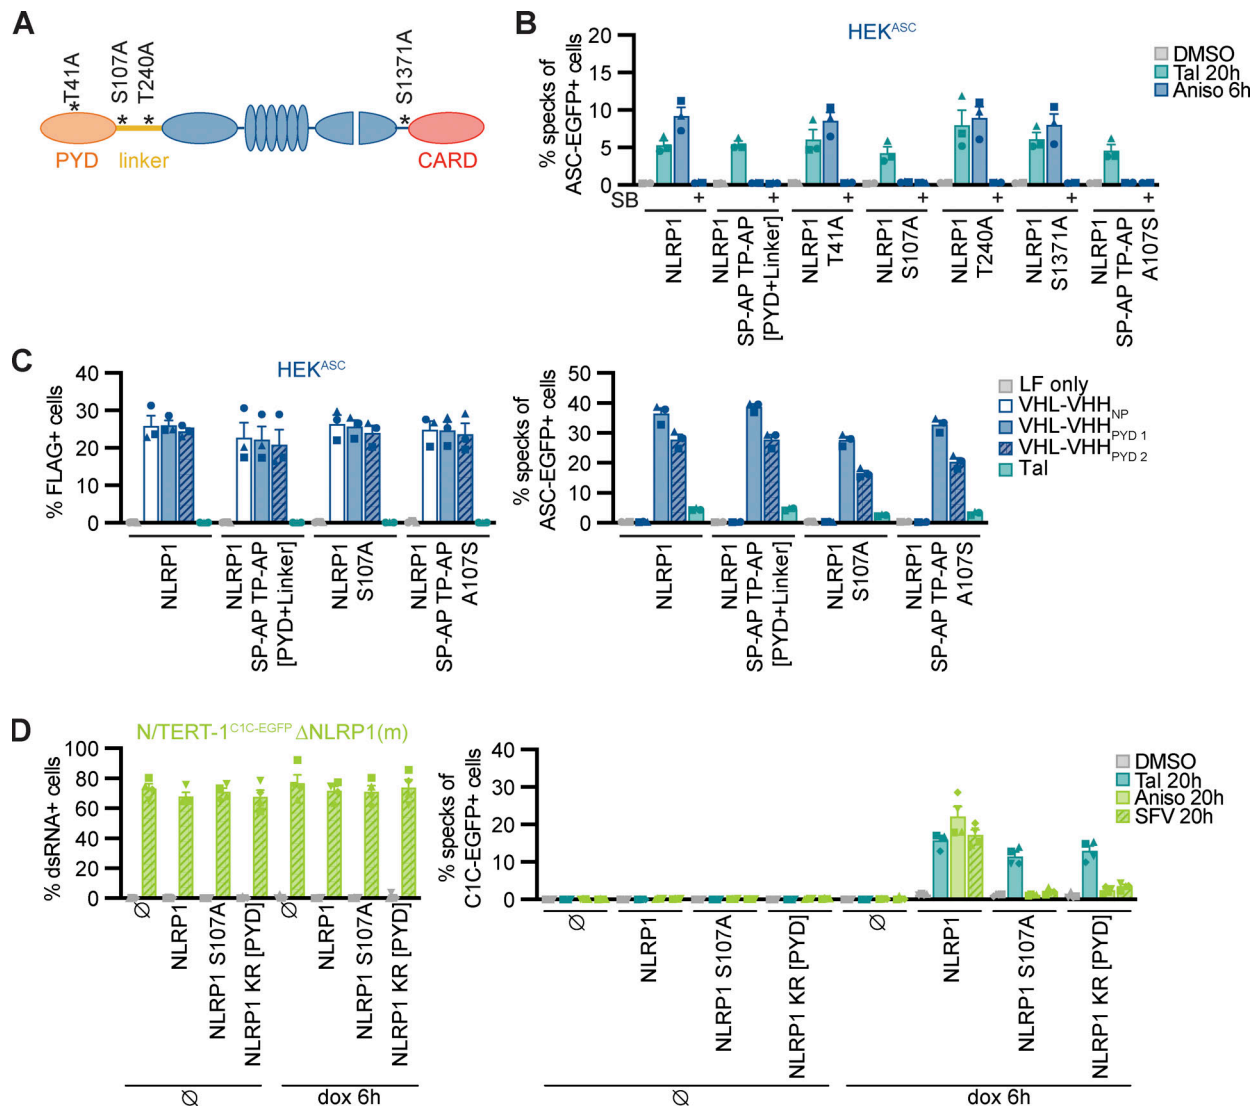 A
T41A
S107A
T240A
S1371A
*
*
*
*
PYD
linker
CARD
B
HEK^ASC
% specks of
ASC-EGFP+ cells
20
15
10
5
0
DMSO
Tal 20h
Aniso 6h
SB
+ + + + + + +
NLRP1
NLRP1
SP-AP TP-AP
[PYD+Linker]
NLRP1
T41A
NLRP1
S107A
NLRP1
T240A
NLRP1
S1371A
NLRP1
SP-AP TP-AP
A107S
C
HEK^ASC
% FLAG+ cells
40
30
20
10
0
NLRP1
NLRP1
SP-AP TP-AP
[PYD+Linker]
NLRP1
S107A
NLRP1
SP-AP TP-AP
A107S
% specks of
ASC-EGFP+ cells
50
40
30
20
10
0
NLRP1
NLRP1
SP-AP TP-AP
[PYD+Linker]
NLRP1
S107A
NLRP1
SP-AP TP-AP
A107S
LF only
VHL-VHH_NP
VHL-VHH_PYD 1
VHL-VHH_PYD 2
Tal
D
N/TERT-1^C1C-EGFP ΔNLRP1(m)
% dsRNA+ cells
100
80
60
40
20
0
∅
NLRP1
NLRP1 S107A
NLRP1 KR [PYD]
∅
NLRP1
NLRP1 S107A
NLRP1 KR [PYD]
∅
dox 6h
% specks of
C1C-EGFP+ cells
40
30
20
10
0
DMSO
Tal 20h
Aniso 20h
SFV 20h
∅
NLRP1
NLRP1 S107A
NLRP1 KR [PYD]
∅
NLRP1
NLRP1 S107A
NLRP1 KR [PYD]
∅
dox 6h